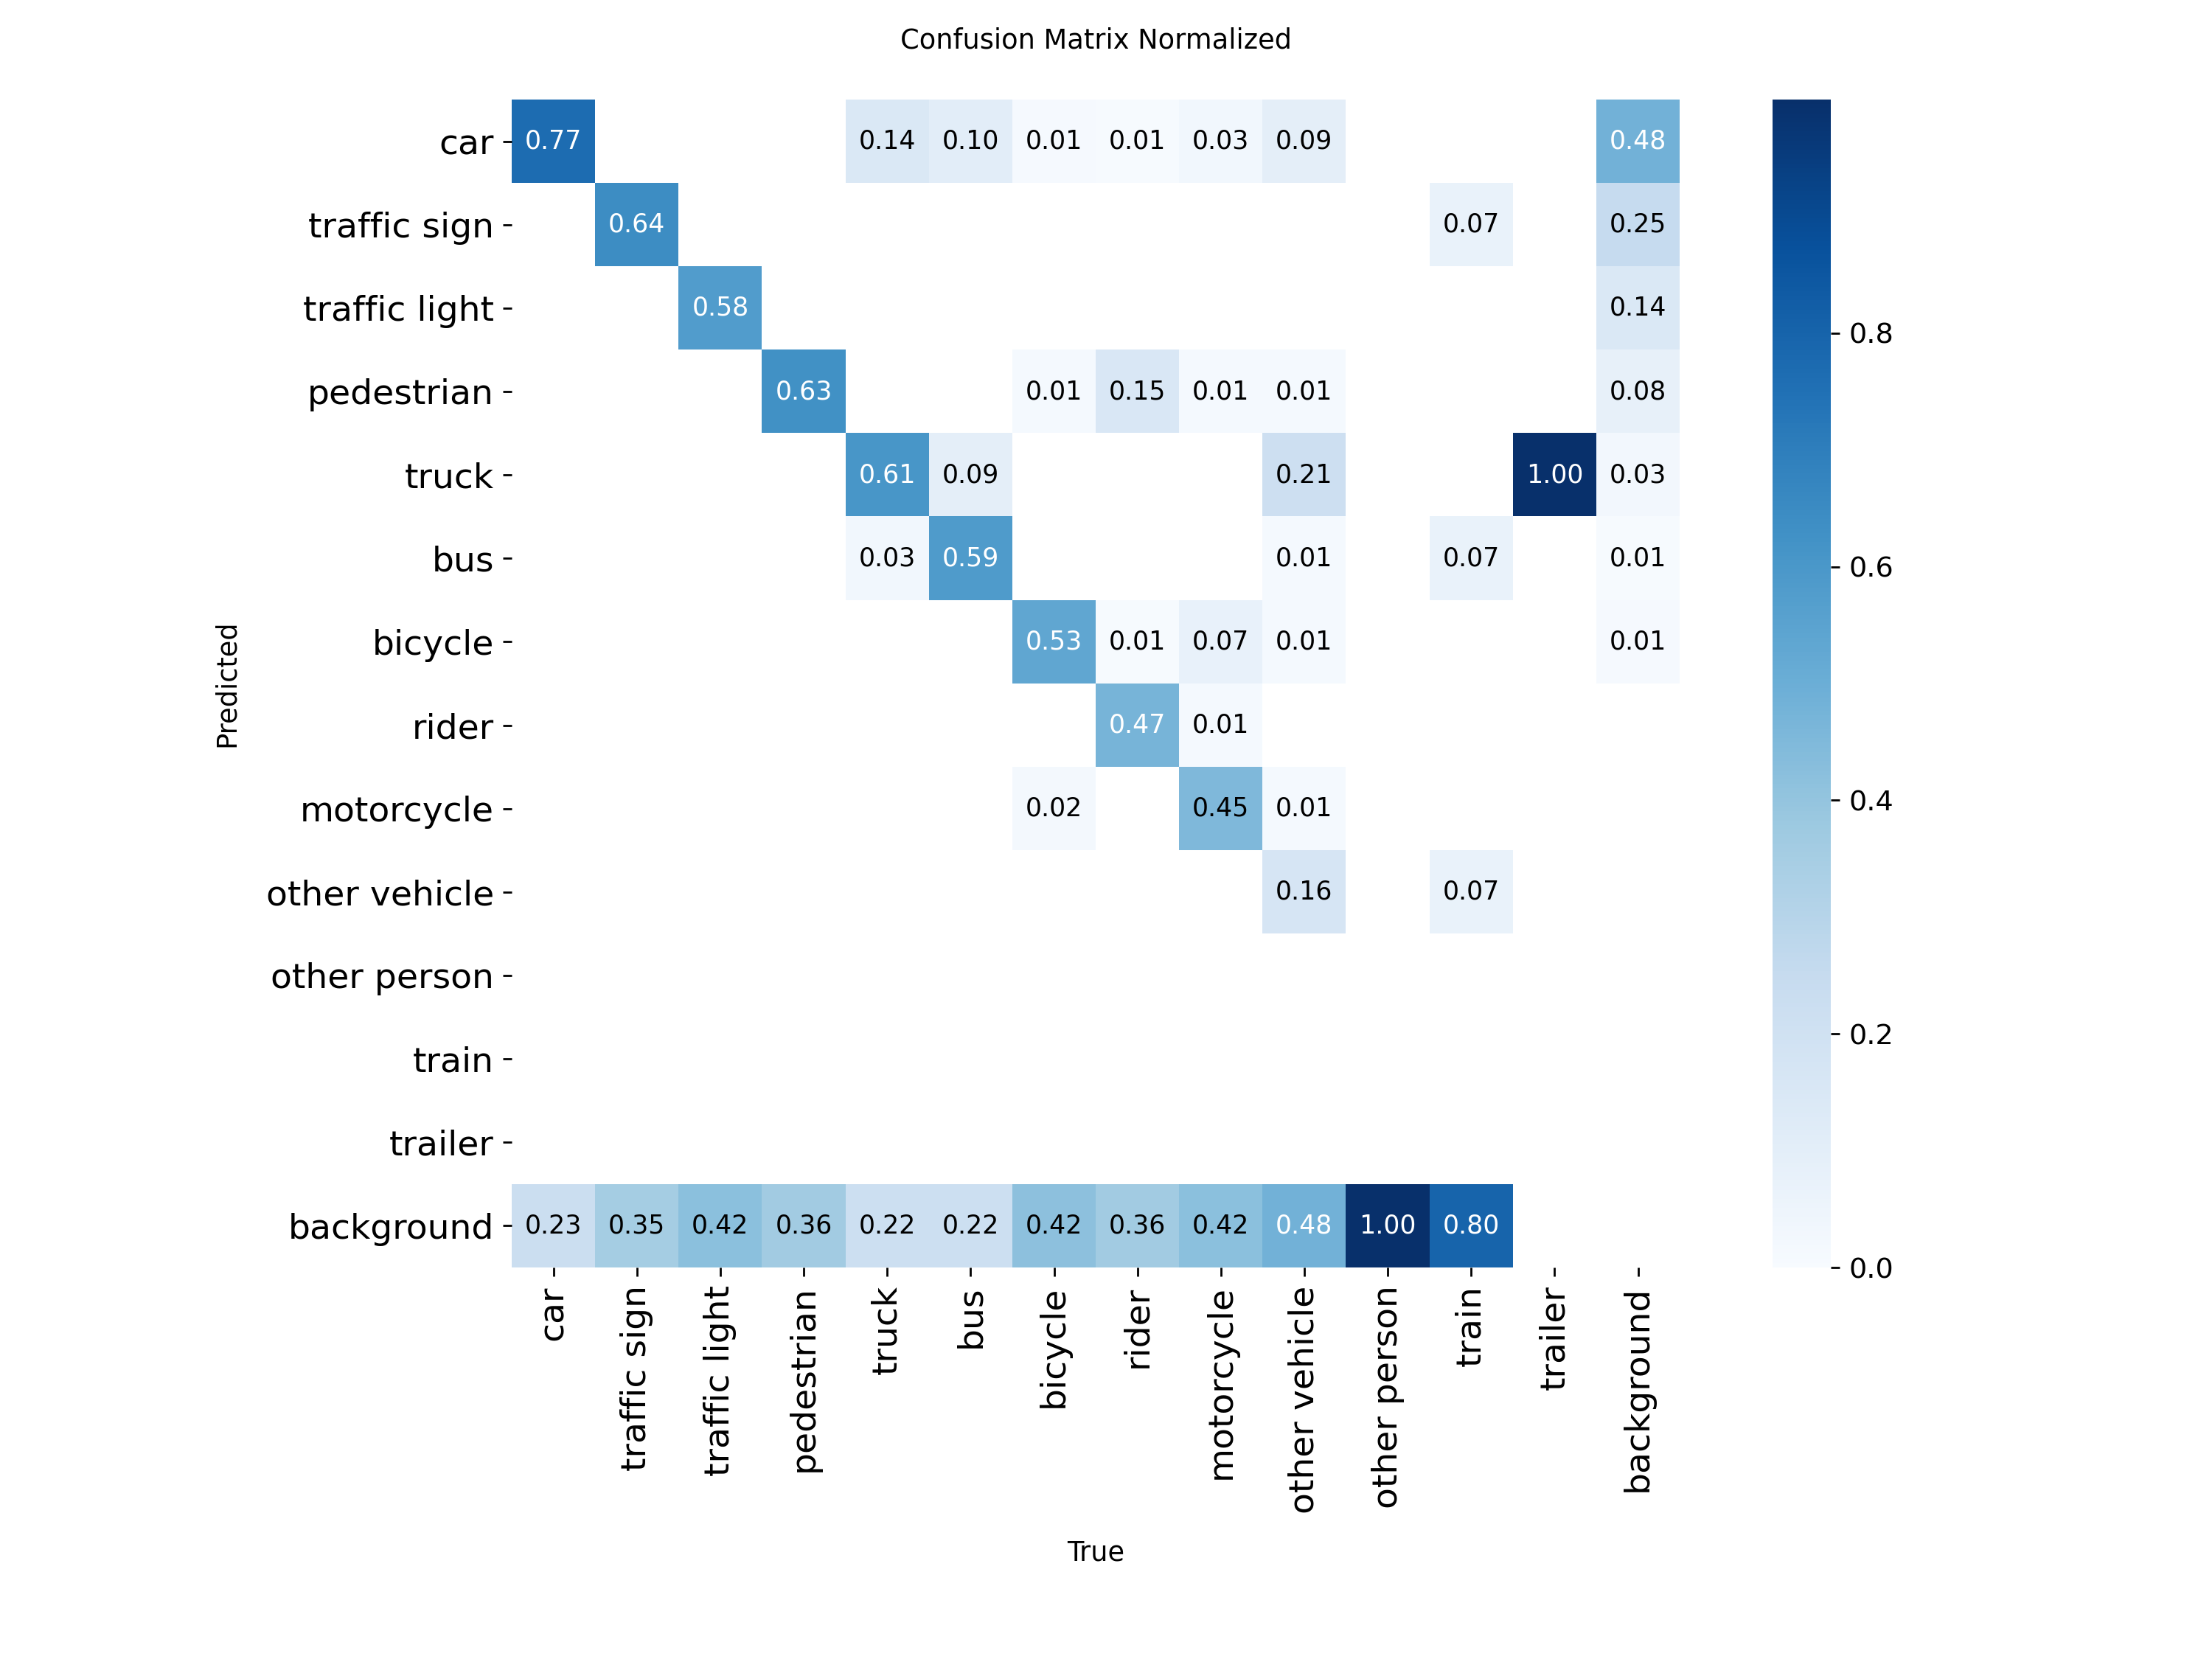 Confusion Matrix Normalized
car 0.77 0.14 0.10 0.01 0.01 0.03 0.09 0.48
traffic sign 0.64 0.07 0.25
traffic light 0.58 0.14
0.8
pedestrian 0.63 0.01 0.15 0.01 0.01 0.08
truck 0.61 0.09 0.21 1.00 0.03
bus 0.03 0.59 0.01 0.07 0.01
0.6
bicycle 0.53 0.01 0.07 0.01 0.01
Predicted
rider 0.47 0.01
motorcycle 0.02 0.45 0.01
0.4
other vehicle 0.16 0.07
other person
0.2
train
trailer
background 0.23 0.35 0.42 0.36 0.22 0.22 0.42 0.36 0.42 0.48 1.00 0.80
0.0
car
traffic sign
traffic light
pedestrian
truck
bus
bicycle
rider
motorcycle
other vehicle
other person
train
trailer
background
True